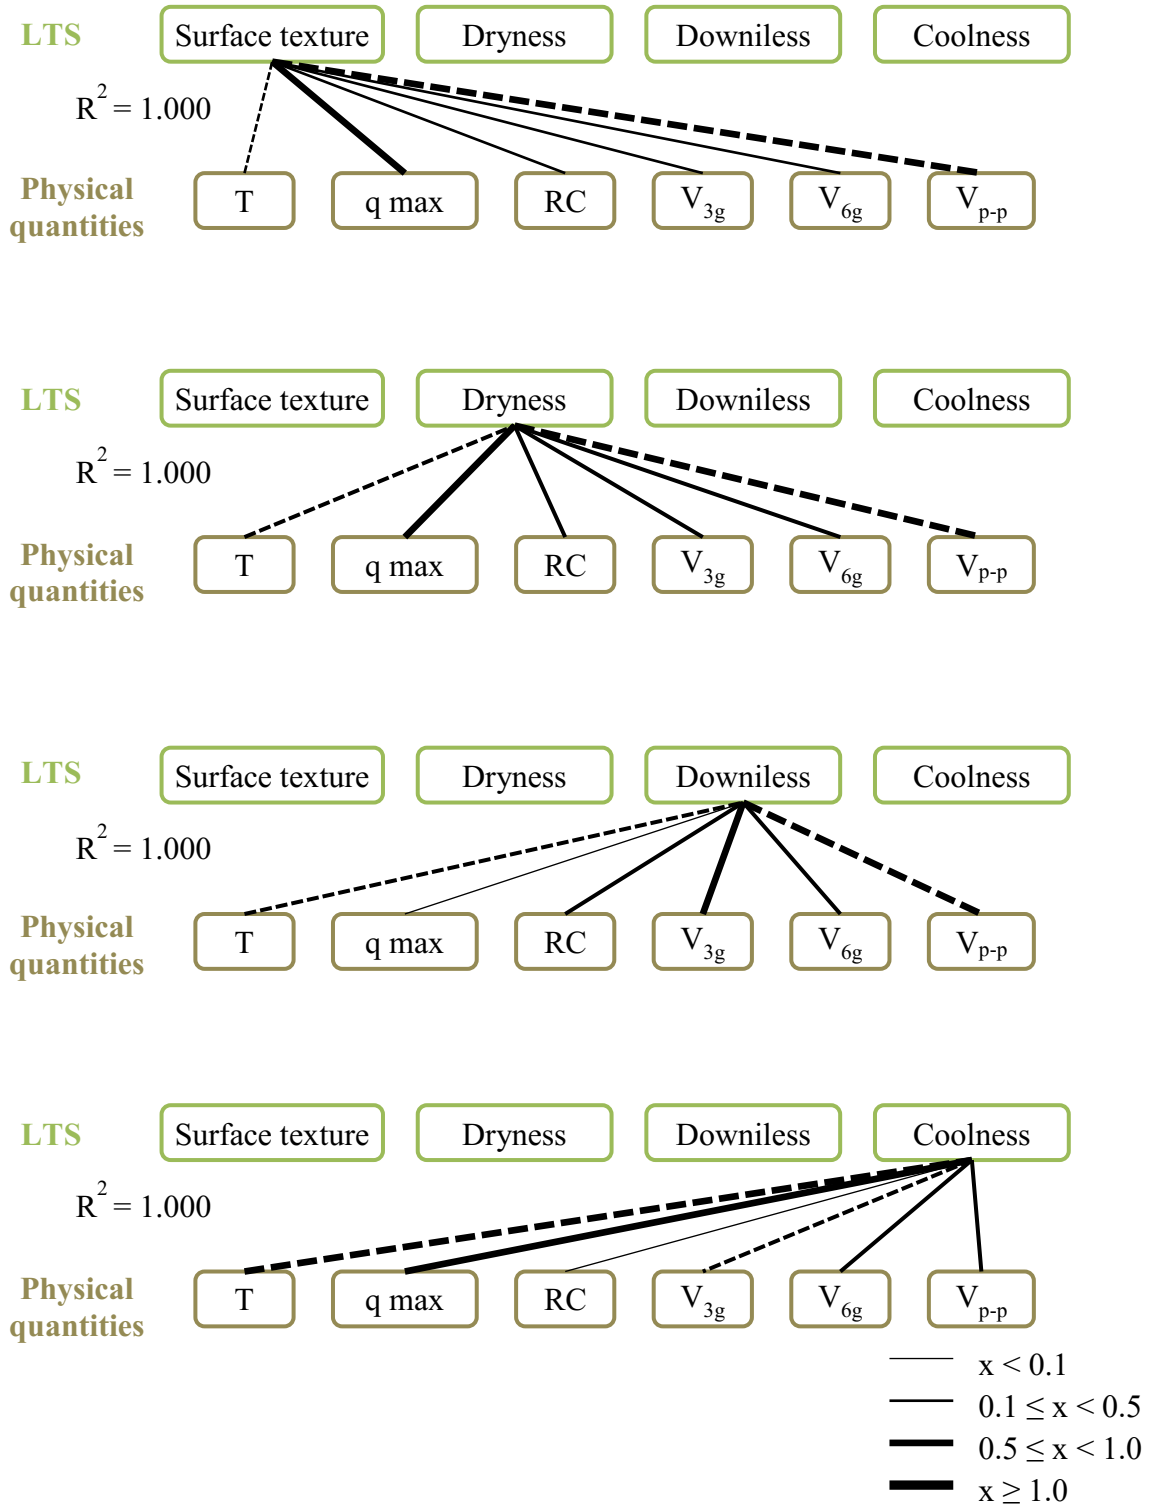 LTS Surface texture Dryness Downiless Coolness
R² = 1.000
Physical quantities T q max RC V3g V6g Vp-p
LTS Surface texture Dryness Downiless Coolness
R² = 1.000
Physical quantities T q max RC V3g V6g Vp-p
LTS Surface texture Dryness Downiless Coolness
R² = 1.000
Physical quantities T q max RC V3g V6g Vp-p
LTS Surface texture Dryness Downiless Coolness
R² = 1.000
Physical quantities T q max RC V3g V6g Vp-p
x < 0.1
0.1 ≤ x < 0.5
0.5 ≤ x < 1.0
x ≥ 1.0